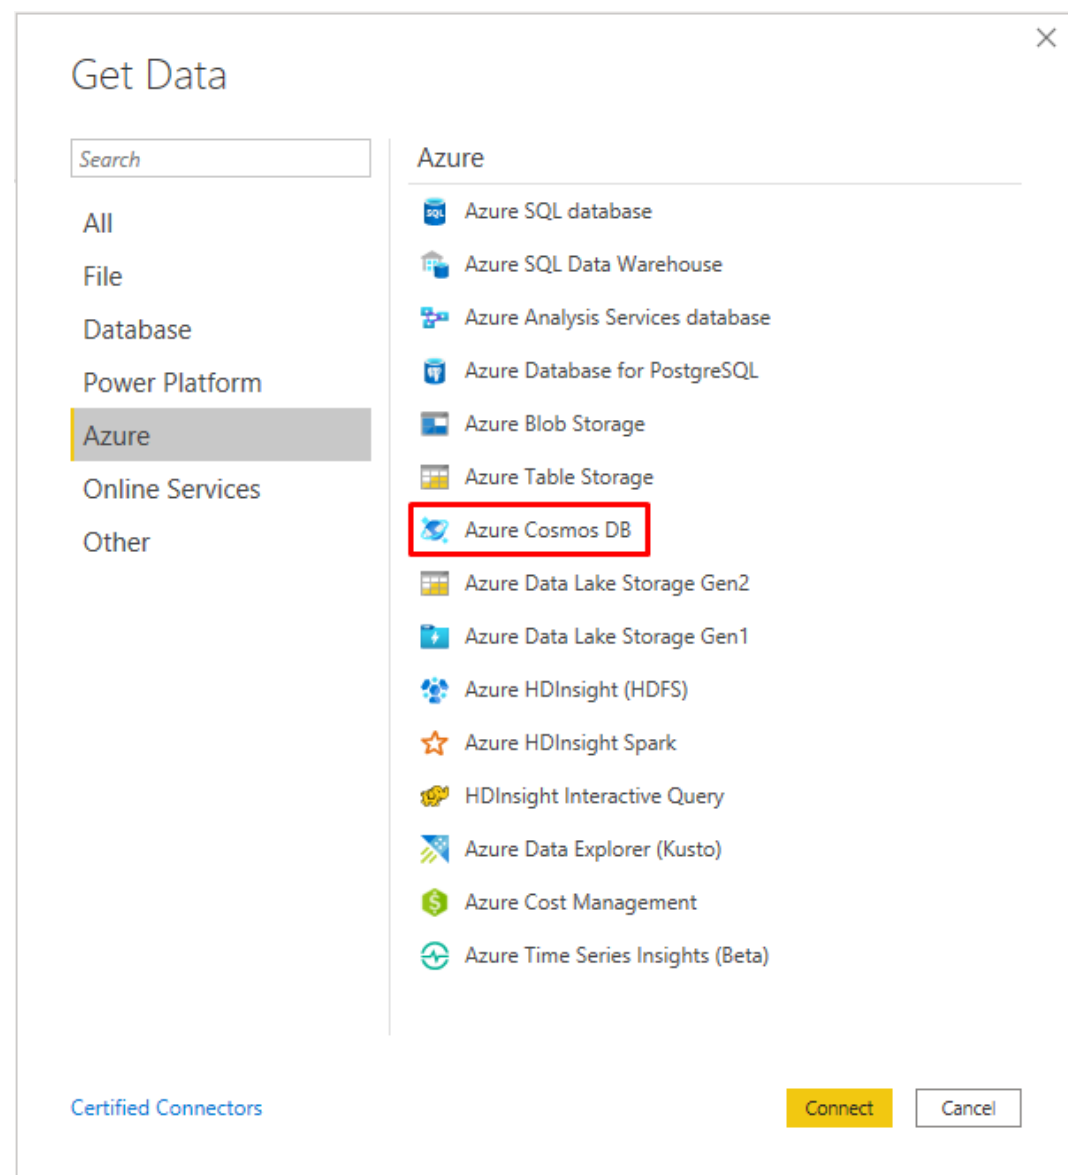 Get Data
Search
All
File
Database
Power Platform
Azure
Online Services
Other
Azure
Azure SQL database
Azure SQL Data Warehouse
Azure Analysis Services database
Azure Database for PostgreSQL
Azure Blob Storage
Azure Table Storage
Azure Cosmos DB
Azure Data Lake Storage Gen2
Azure Data Lake Storage Gen1
Azure HDInsight (HDFS)
Azure HDInsight Spark
HDInsight Interactive Query
Azure Data Explorer (Kusto)
Azure Cost Management
Azure Time Series Insights (Beta)
Certified Connectors
Connect
Cancel